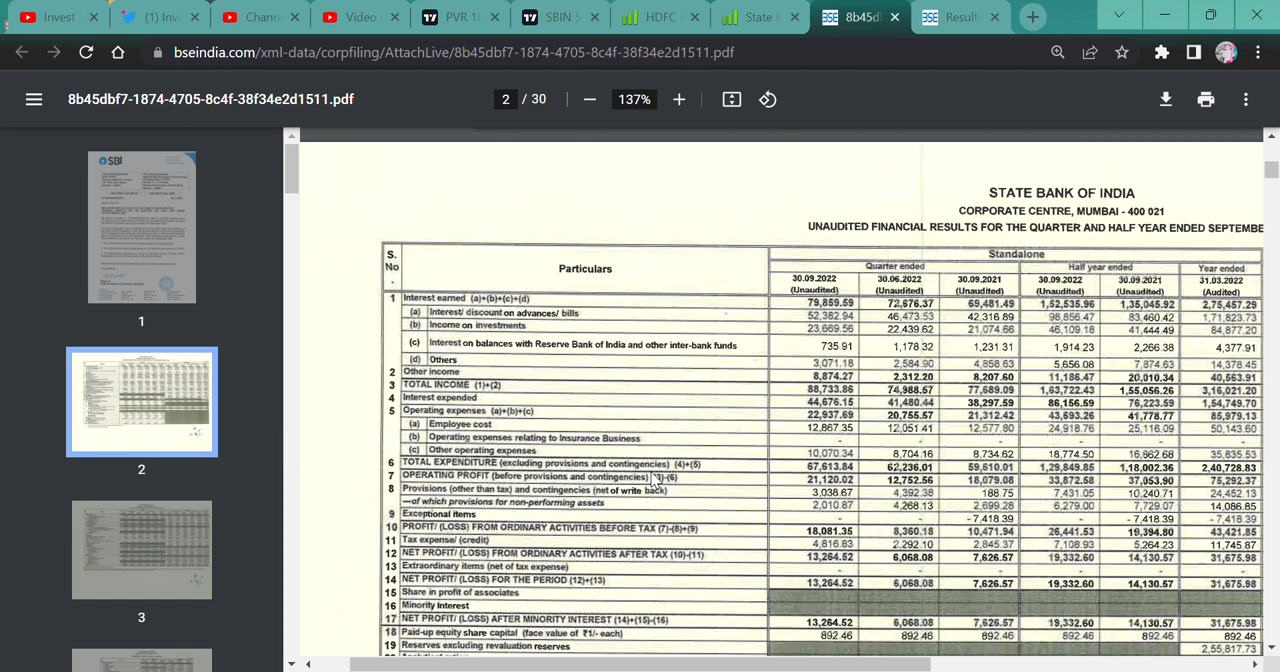 Invest
(1) Inv
Chann
Video
PVR 18
SBIN 5
HDFC
State B
8b45db
Results
bseindia.com/xml-data/corpfiling/AttachLive/8b45dbf7-1874-4705-8c4f-38f34e2d1511.pdf
8b45dbf7-1874-4705-8c4f-38f34e2d1511.pdf
2 / 30
137%
SBI
1
2
3
STATE BANK OF INDIA
CORPORATE CENTRE, MUMBAI - 400 021
UNAUDITED FINANCIAL RESULTS FOR THE QUARTER AND HALF YEAR ENDED SEPTEMBE
S. No . Particulars Standalone
Quarter ended Half year ended Year ended
30.09.2022 30.06.2022 30.09.2021 30.09.2022 30.09.2021 31.03.2022
(Unaudited) (Unaudited) (Unaudited) (Unaudited) (Unaudited) (Audited)
1 Interest earned (a)+(b)+(c)+(d) 79,859.59 72,676.37 69,481.49 1,52,535.96 1,35,045.92 2,75,457.29
(a) Interest/ discount on advances/ bills 52,382.94 46,473.53 42,316.89 98,856.47 83,460.42 1,71,823.73
(b) Income on investments 23,669.56 22,439.62 21,074.66 46,109.18 41,444.49 84,877.20
(c) Interest on balances with Reserve Bank of India and other inter-bank funds 735.91 1,178.32 1,231.31 1,914.23 2,266.38 4,377.91
(d) Others 3,071.18 2,584.90 4,858.63 5,656.08 7,874.63 14,378.45
2 Other income 8,874.27 2,312.20 8,207.60 11,186.47 20,010.34 40,563.91
3 TOTAL INCOME (1)+(2) 88,733.86 74,988.57 77,689.09 1,63,722.43 1,55,056.26 3,16,021.20
4 Interest expended 44,676.15 41,480.44 38,297.59 86,156.59 76,223.59 1,54,749.70
5 Operating expenses (a)+(b)+(c) 22,937.69 20,755.57 21,312.42 43,693.26 41,778.77 85,979.13
(a) Employee cost 12,867.35 12,051.41 12,577.80 24,918.76 25,116.09 50,143.60
(b) Operating expenses relating to Insurance Business - - - - - -
(c) Other operating expenses 10,070.34 8,704.16 8,734.62 18,774.50 16,662.68 35,835.53
6 TOTAL EXPENDITURE (excluding provisions and contingencies) (4)+(5) 67,613.84 62,236.01 59,610.01 1,29,849.85 1,18,002.36 2,40,728.83
7 OPERATING PROFIT (before provisions and contingencies) (3)-(6) 21,120.02 12,752.56 18,079.08 33,872.58 37,053.90 75,292.37
8 Provisions (other than tax) and contingencies (net of write back) 3,038.67 4,392.38 188.75 7,431.05 10,240.71 24,452.13
—of which provisions for non-performing assets 2,010.87 4,268.13 2,699.28 6,279.00 7,729.07 14,086.85
9 Exceptional items - - - 7,418.39 - - 7,418.39 - 7,418.39
10 PROFIT/ (LOSS) FROM ORDINARY ACTIVITIES BEFORE TAX (7)-(8)+(9) 18,081.35 8,360.18 10,471.94 26,441.53 19,394.80 43,421.85
11 Tax expense/ (credit) 4,816.83 2,292.10 2,845.37 7,108.93 5,264.23 11,745.87
12 NET PROFIT/ (LOSS) FROM ORDINARY ACTIVITIES AFTER TAX (10)-(11) 13,264.52 6,068.08 7,626.57 19,332.60 14,130.57 31,675.98
13 Extraordinary items (net of tax expense) - - - - - -
14 NET PROFIT/ (LOSS) FOR THE PERIOD (12)+(13) 13,264.52 6,068.08 7,626.57 19,332.60 14,130.57 31,675.98
15 Share in profit of associates
16 Minority Interest
17 NET PROFIT/ (LOSS) AFTER MINORITY INTEREST (14)+(15)-(16) 13,264.52 6,068.08 7,626.57 19,332.60 14,130.57 31,675.98
18 Paid-up equity share capital (face value of ₹1/- each) 892.46 892.46 892.46 892.46 892.46 892.46
19 Reserves excluding revaluation reserves 2,55,817.73